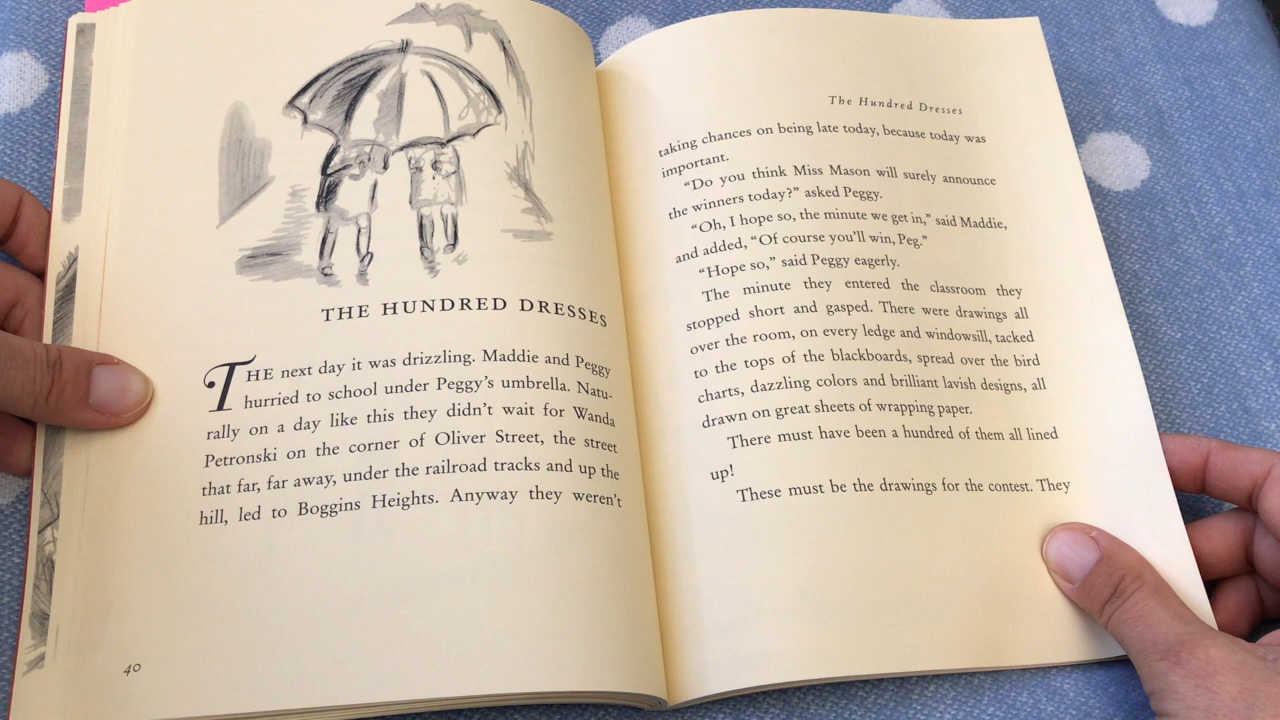 THE HUNDRED DRESSES
THE next day it was drizzling. Maddie and Peggy
hurried to school under Peggy's umbrella. Natu-
rally on a day like this they didn't wait for Wanda
Petronski on the corner of Oliver Street, the street
that far, far away, under the railroad tracks and up the
hill, led to Boggins Heights. Anyway they weren't
40
The Hundred Dresses
taking chances on being late today, because today was
important.
"Do you think Miss Mason will surely announce
the winners today?" asked Peggy.
"Oh, I hope so, the minute we get in," said Maddie,
and added, "Of course you'll win, Peg."
"Hope so," said Peggy eagerly.
The minute they entered the classroom they
stopped short and gasped. There were drawings all
over the room, on every ledge and windowsill, tacked
to the tops of the blackboards, spread over the bird
charts, dazzling colors and brilliant lavish designs, all
drawn on great sheets of wrapping paper.
There must have been a hundred of them all lined
up!
These must be the drawings for the contest. They